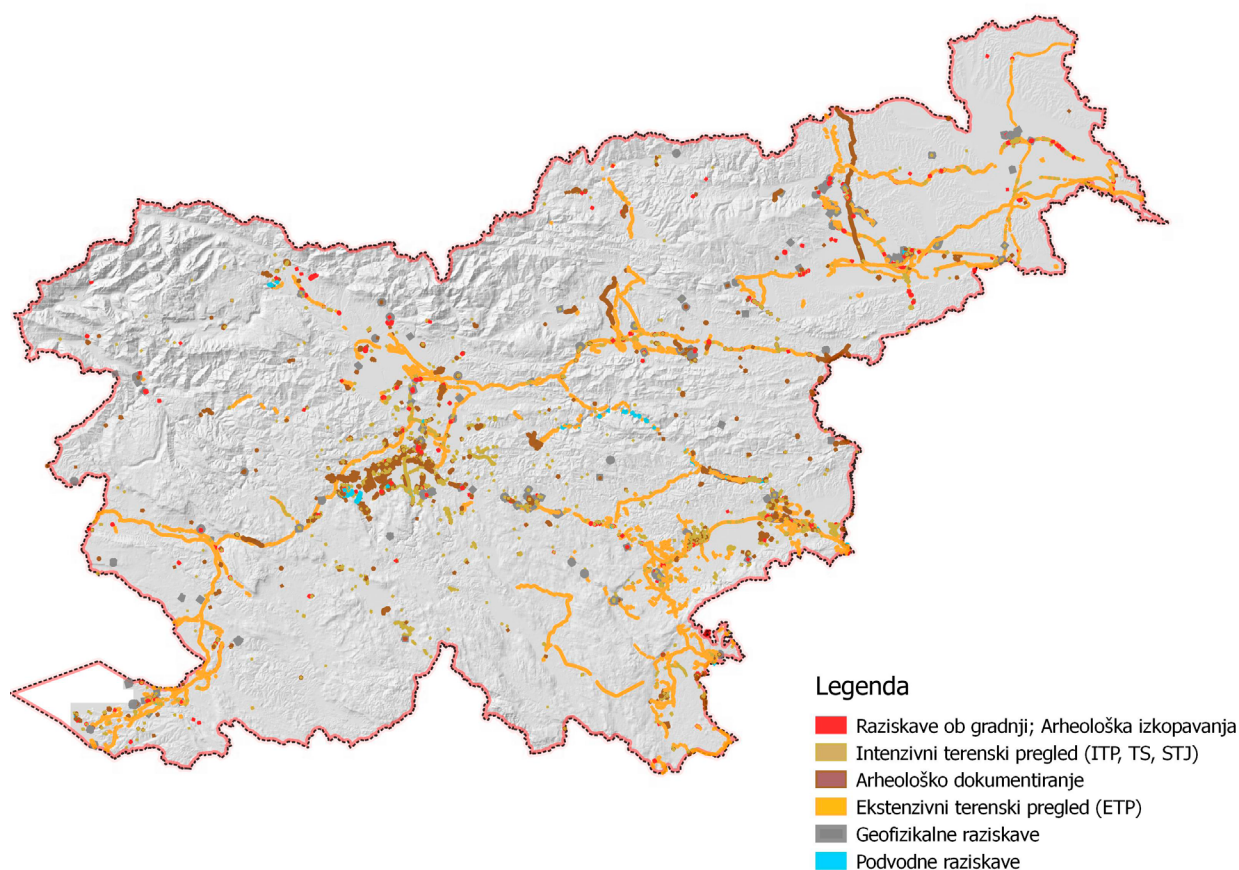 Legenda
Raziskave ob gradnji; Arheološka izkopavanja
Intenzivni terenski pregled (ITP, TS, STJ)
Arheološko dokumentiranje
Ekstenzivni terenski pregled (ETP)
Geofizikalne raziskave
Podvodne raziskave